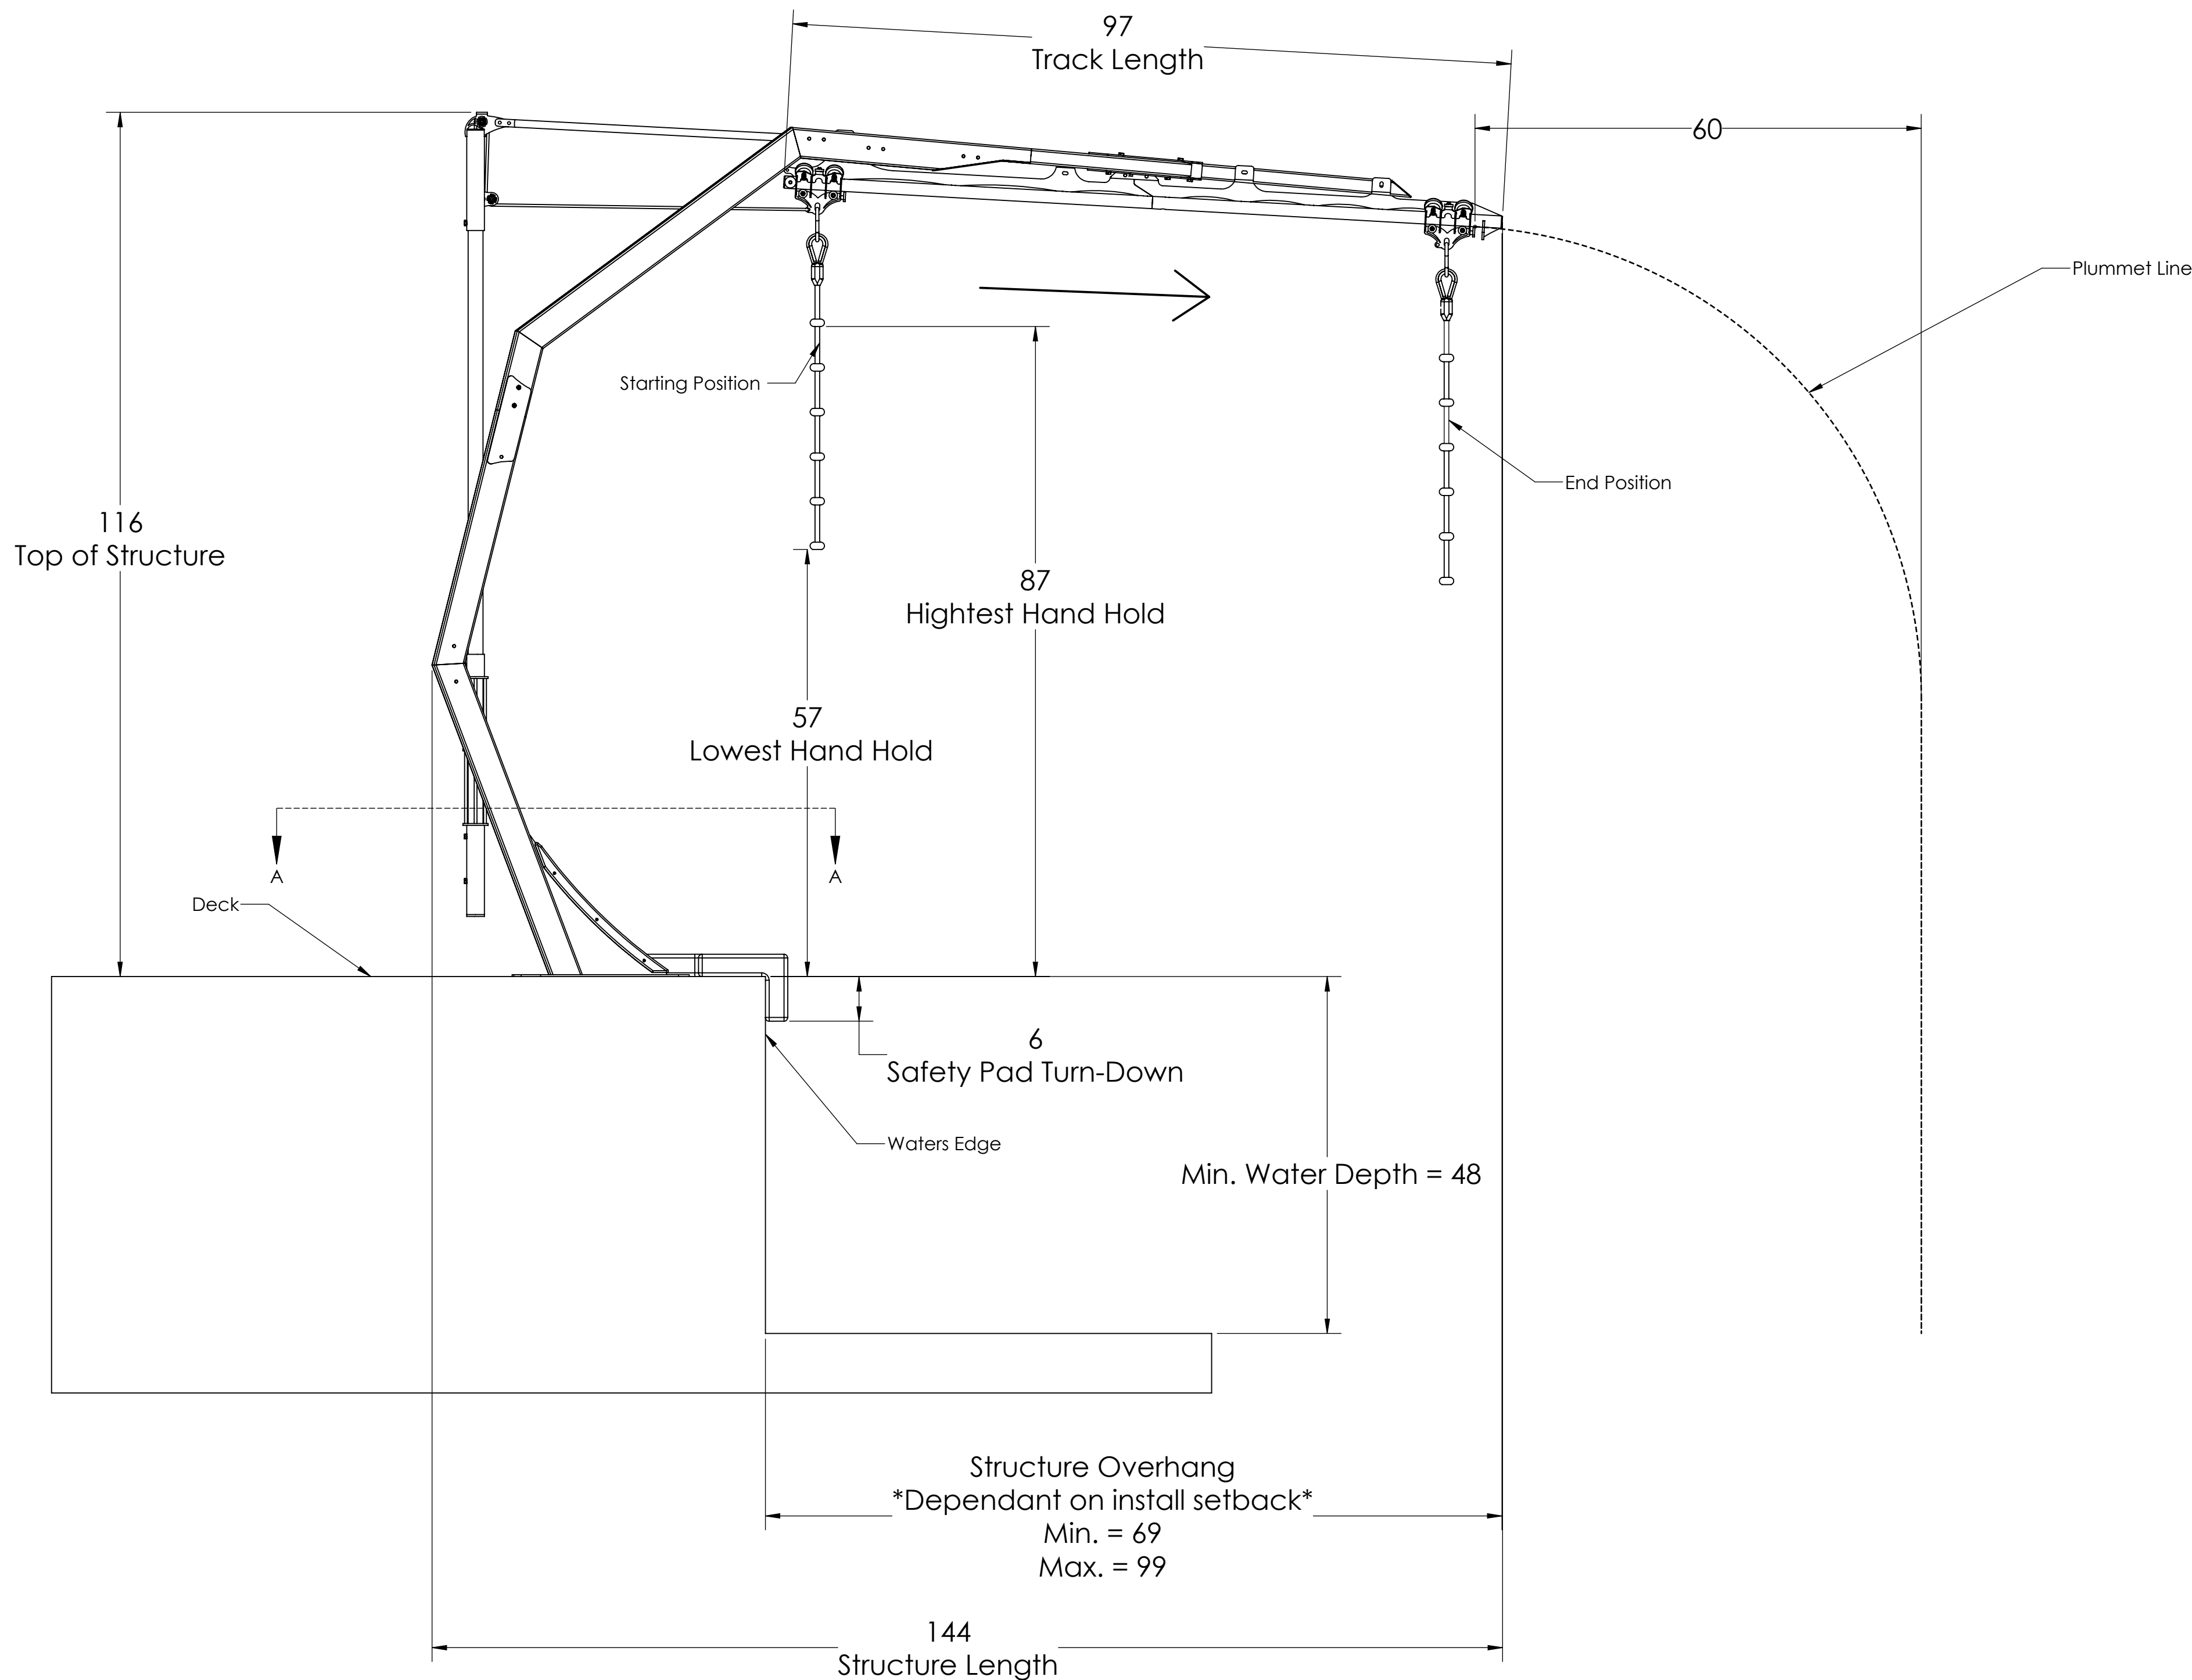 97
Track Length
60
Plummet Line
Starting Position
End Position
116
Top of Structure
87
Hightest Hand Hold
57
Lowest Hand Hold
A
A
Deck
6
Safety Pad Turn-Down
Waters Edge
Min. Water Depth = 48
Structure Overhang
*Dependant on install setback*
Min. = 69
Max. = 99
144
Structure Length